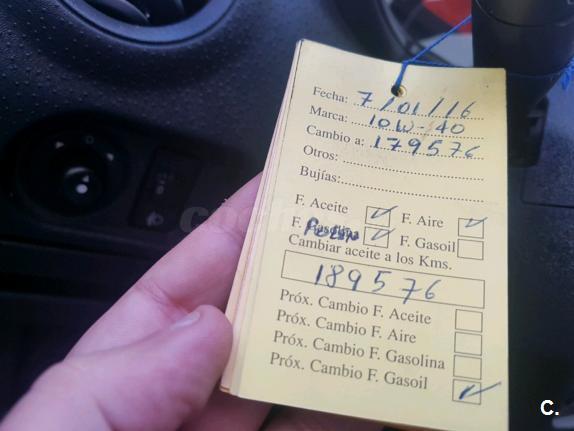 Fecha: 7/01/16
Marca: 10W-40
Cambio a: 179576
Otros:
Bujías:
F. Aceite ✓ F. Aire ✓
F. Polen ✓ F. Gasoil
Cambiar aceite a los Kms.
189576
Próx. Cambio F. Aceite
Próx. Cambio F. Aire
Próx. Cambio F. Gasolina
Próx. Cambio F. Gasoil ✓
C.